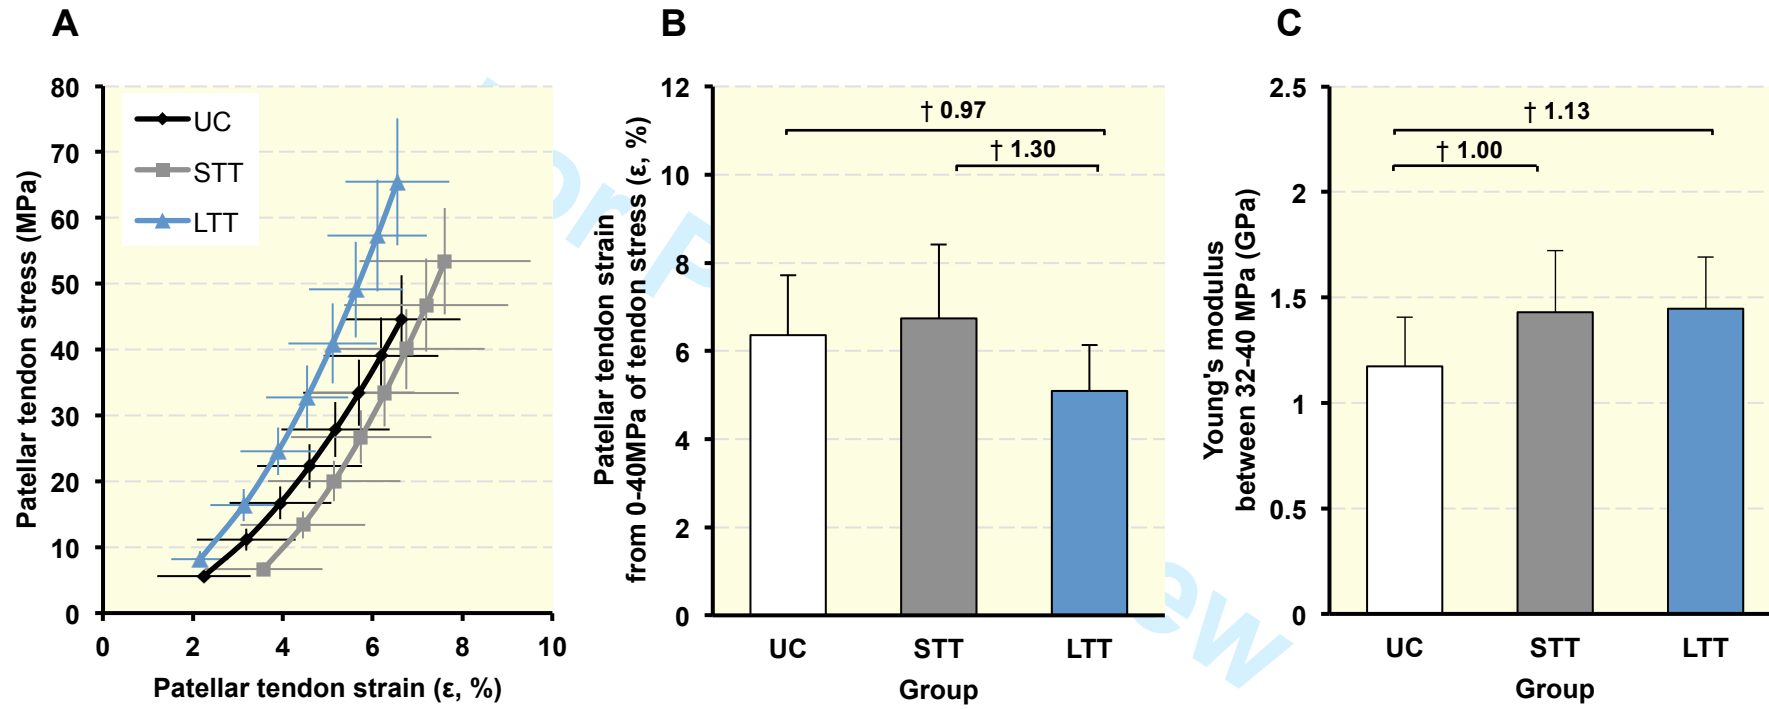 A
80
70
60
50
40
30
20
10
0
0 2 4 6 8 10
Patellar tendon stress (MPa)
Patellar tendon strain (ε, %)
UC
STT
LTT
B
12
10
8
6
4
2
0
Patellar tendon strain
from 0-40MPa of tendon stress (ε, %)
† 0.97
† 1.30
UC STT LTT
Group
C
2.5
2
1.5
1
0.5
0
Young's modulus
between 32-40 MPa (GPa)
† 1.13
† 1.00
UC STT LTT
Group